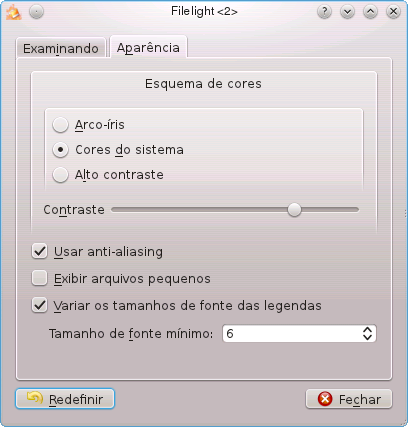 Filelight <2>
Examinando
Aparência
Esquema de cores
Arco-íris
Cores do sistema
Alto contraste
Contraste
Usar anti-aliasing
Exibir arquivos pequenos
Variar os tamanhos de fonte das legendas
Tamanho de fonte mínimo: 6
Redefinir
Fechar